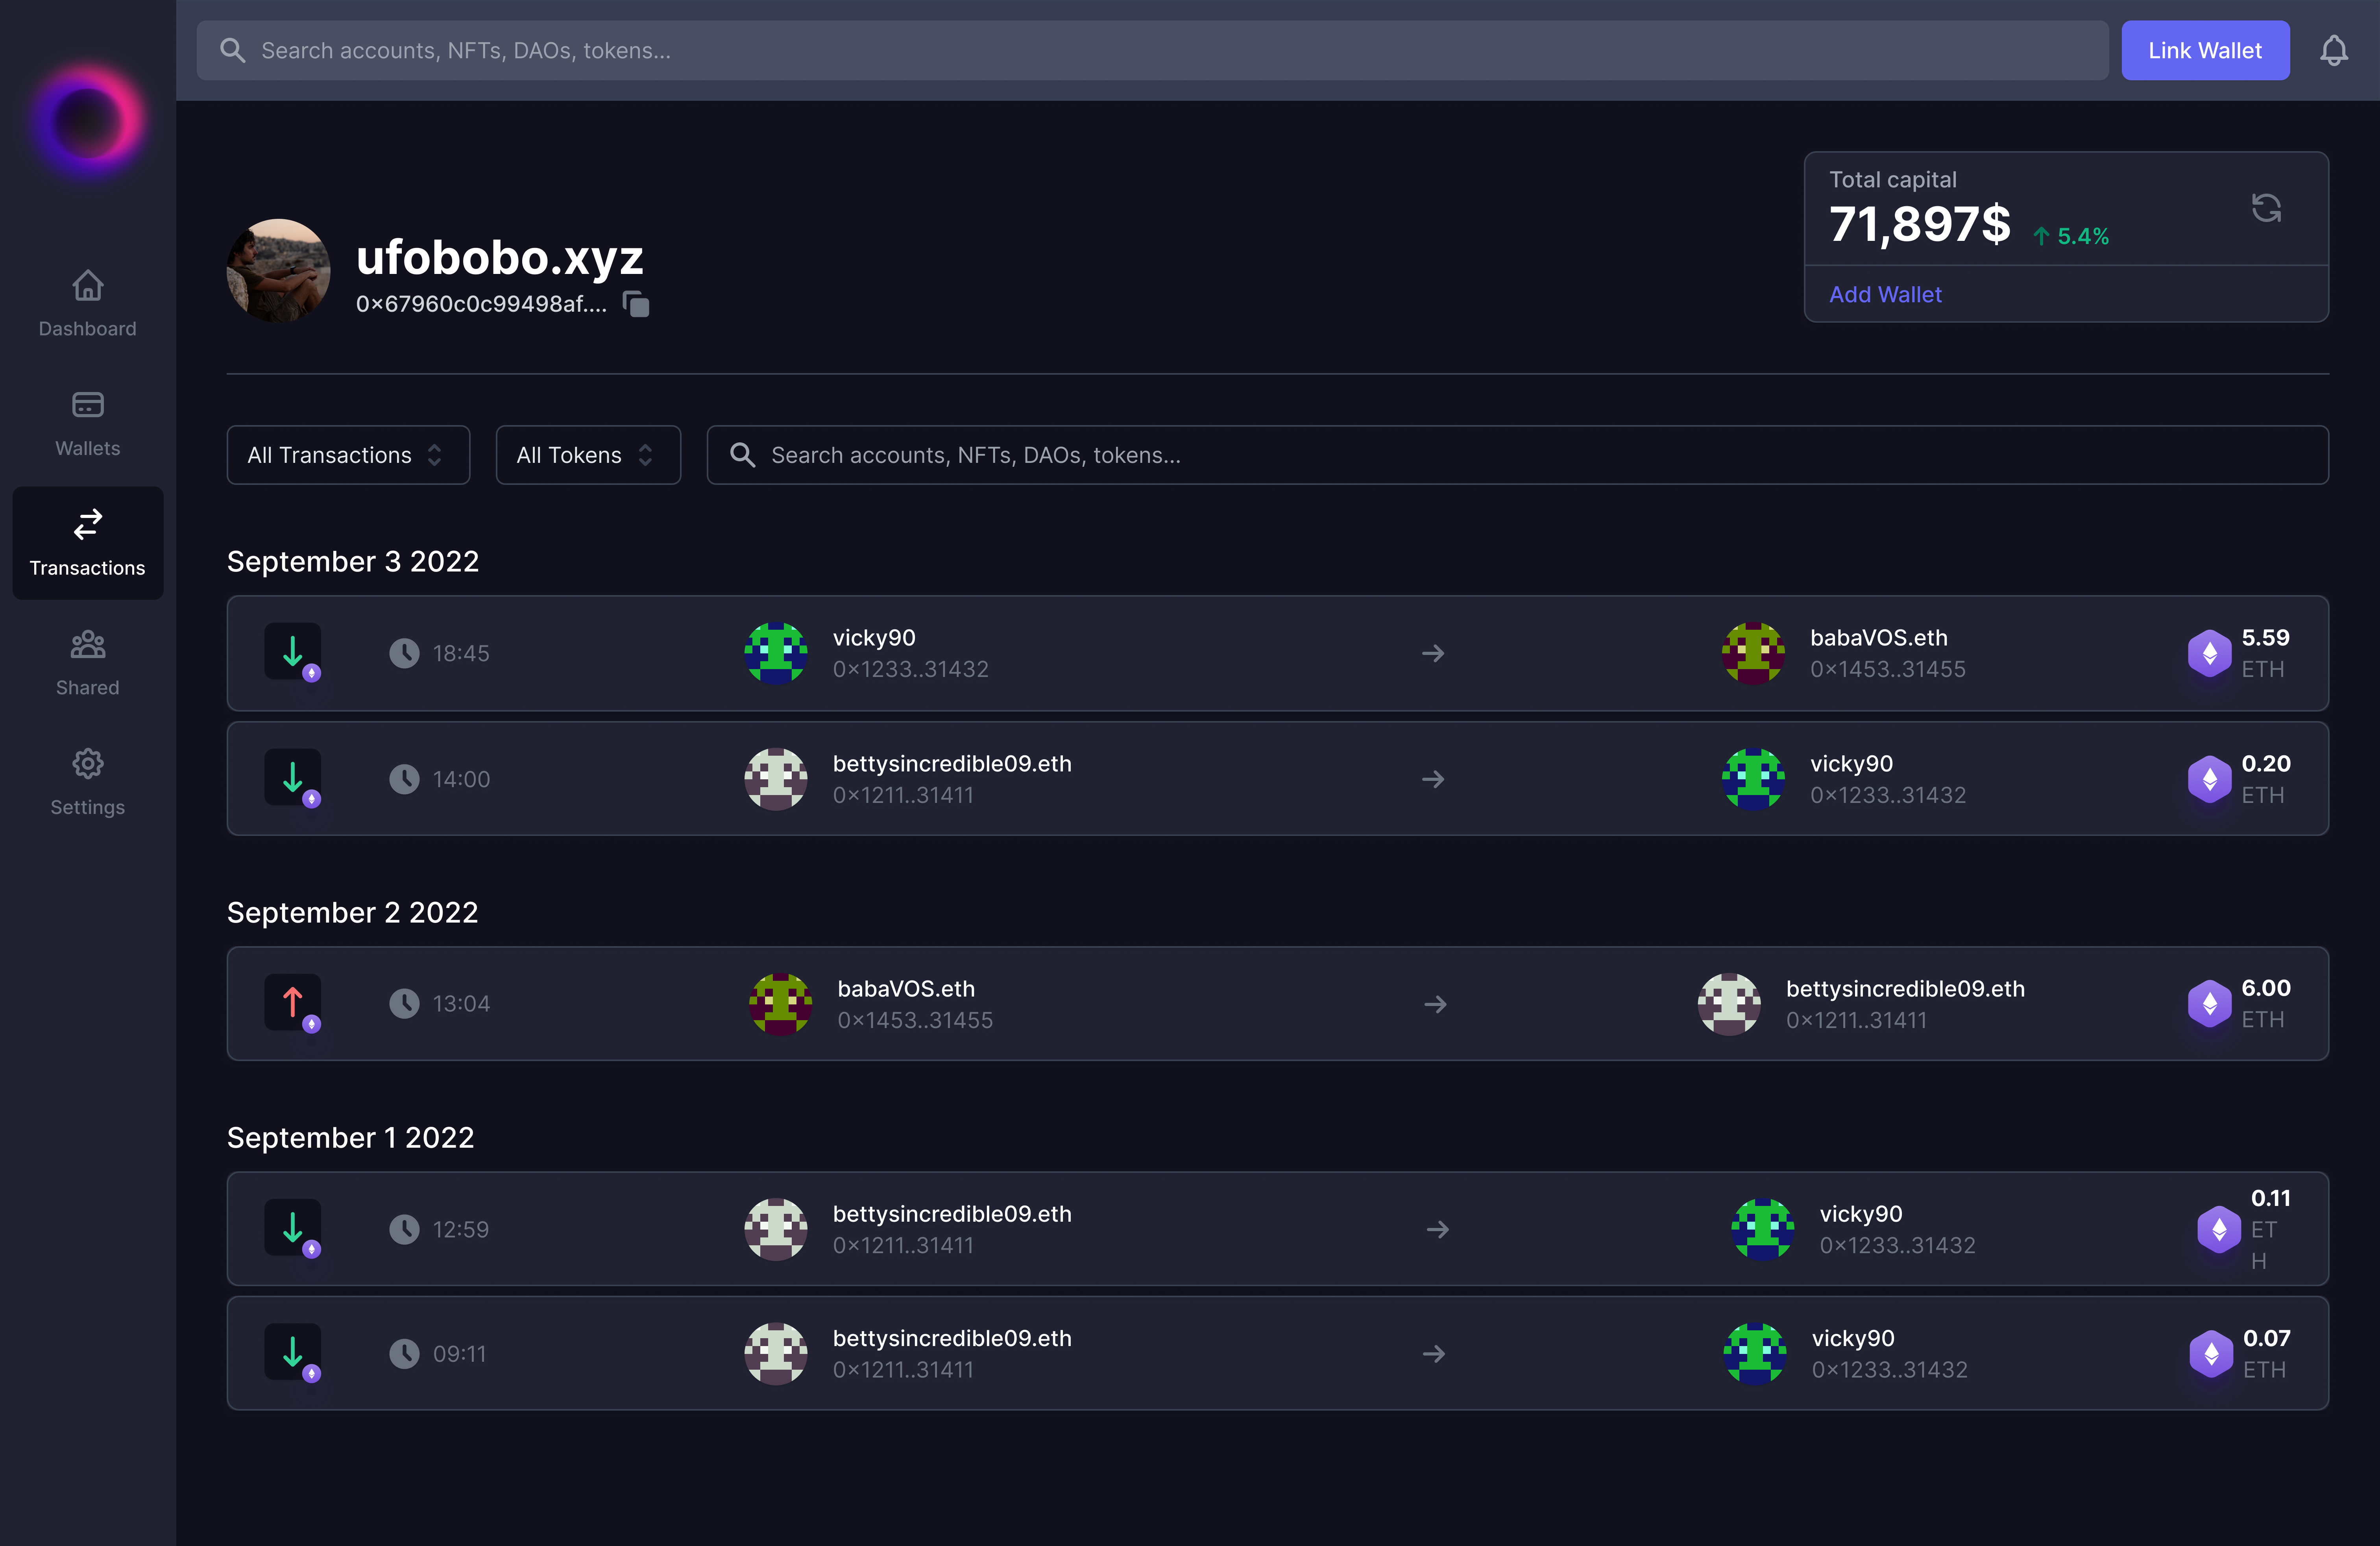 Search accounts, NFTs, DAOs, tokens...
Link Wallet
Dashboard
Wallets
Transactions
Shared
Settings
ufobobo.xyz
0×67960c0c99498af....
Total capital
71,897$ 5.4%
Add Wallet
All Transactions
All Tokens
Search accounts, NFTs, DAOs, tokens...
September 3 2022
18:45
vicky90
0×1233..31432
babaVOS.eth
0×1453..31455
5.59
ETH
14:00
bettysincredible09.eth
0×1211..31411
vicky90
0×1233..31432
0.20
ETH
September 2 2022
13:04
babaVOS.eth
0×1453..31455
bettysincredible09.eth
0×1211..31411
6.00
ETH
September 1 2022
12:59
bettysincredible09.eth
0×1211..31411
vicky90
0×1233..31432
0.11
ET
H
09:11
bettysincredible09.eth
0×1211..31411
vicky90
0×1233..31432
0.07
ETH